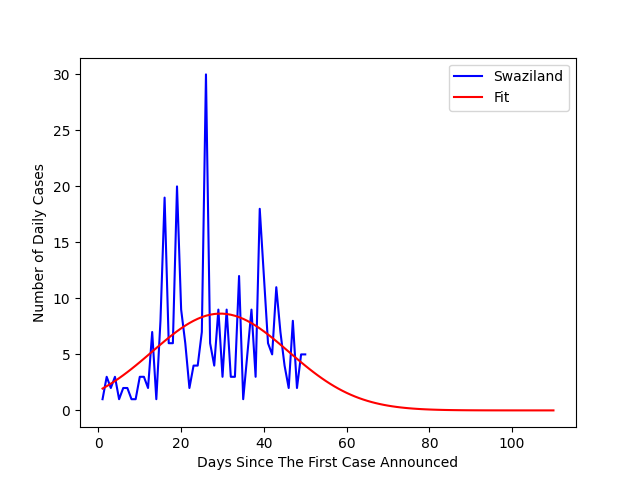 Swaziland
Fit
30
25
20
15
10
5
0
Number of Daily Cases
0 20 40 60 80 100
Days Since The First Case Announced